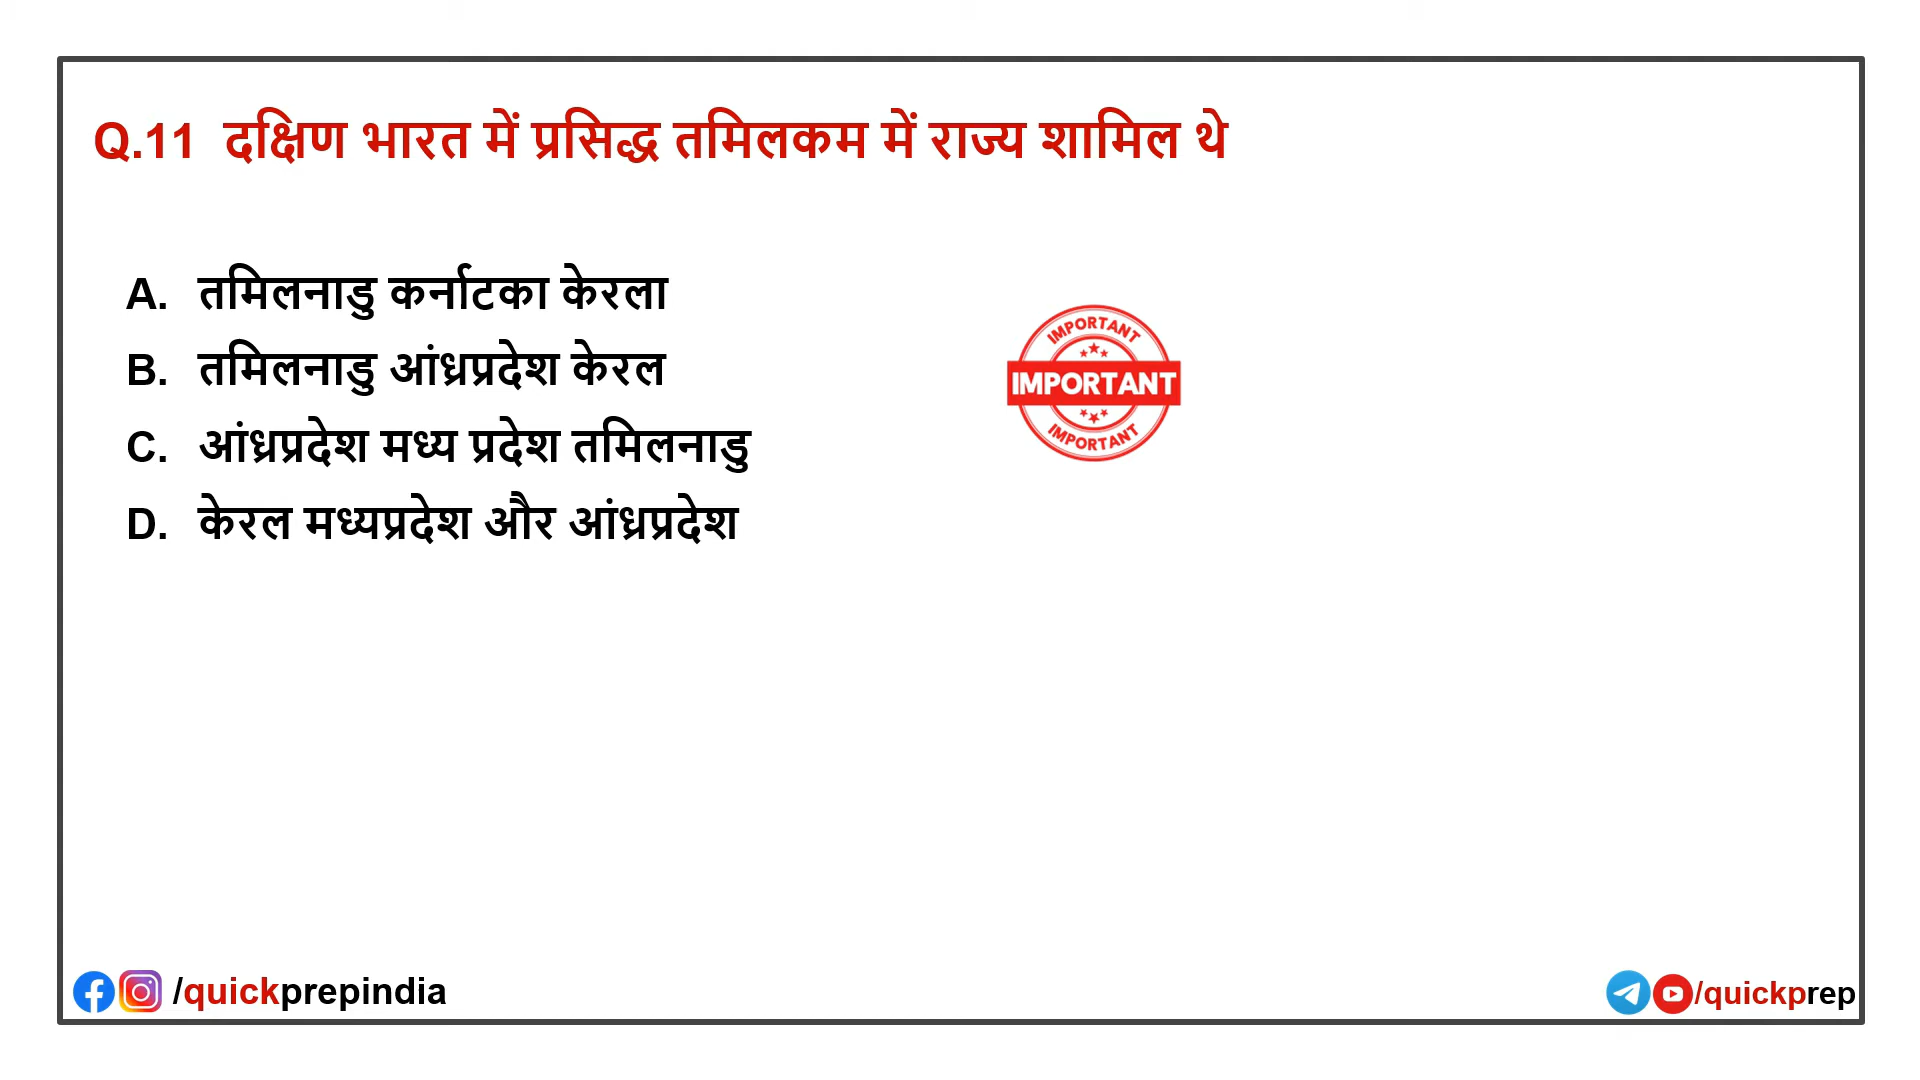 Q.11 दक्षिण भारत में प्रसिद्ध तमिलकम में राज्य शामिल थे
A. तमिलनाडु कर्नाटका केरला
B. तमिलनाडु आंध्रप्रदेश केरल
C. आंध्रप्रदेश मध्य प्रदेश तमिलनाडु
D. केरल मध्यप्रदेश और आंध्रप्रदेश
IMPORTANT
IMPORTANT
IMPORTANT
/quickprepindia
/quickprep